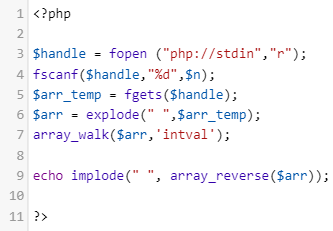 1 <?php
2
3 $handle = fopen ("php://stdin","r");
4 fscanf($handle,"%d",$n);
5 $arr_temp = fgets($handle);
6 $arr = explode(" ",$arr_temp);
7 array_walk($arr,'intval');
8
9 echo implode(" ", array_reverse($arr));
10
11 ?>